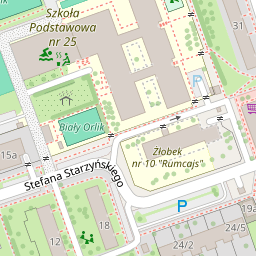 Szkoła
Podstawowa
nr 25
31
P
Biały Orlik
Żłobek
nr 10 "Rumcajs"
15a
Stefana Starzyńskiego
P
12
18
24/2
24/5